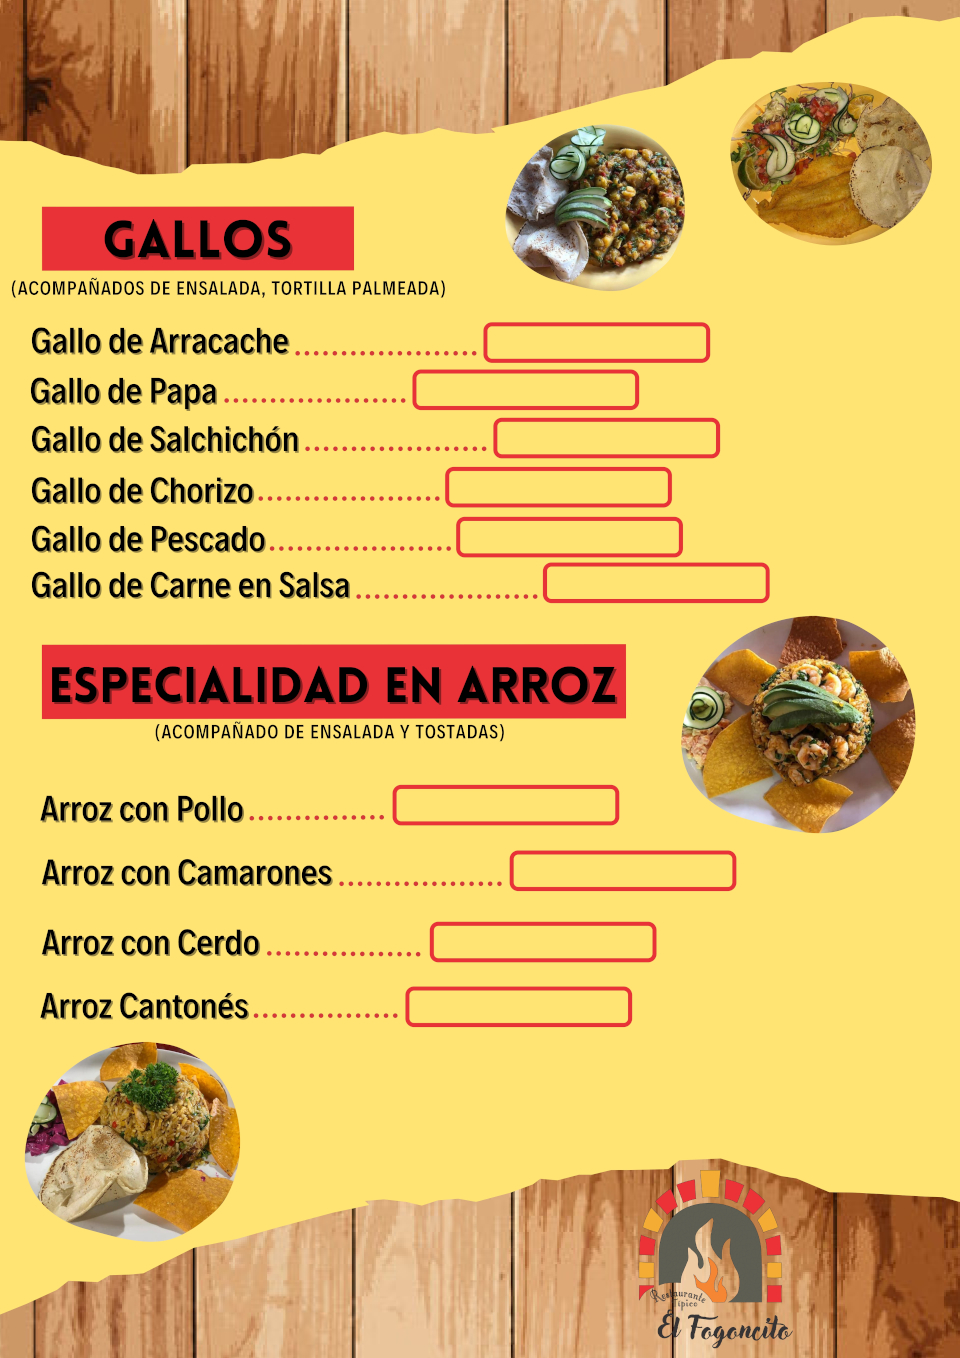 GALLOS
(ACOMPAÑADOS DE ENSALADA, TORTILLA PALMEADA)
Gallo de Arracache ....................
Gallo de Papa ....................
Gallo de Salchichón ....................
Gallo de Chorizo ....................
Gallo de Pescado ....................
Gallo de Carne en Salsa ....................
ESPECIALIDAD EN ARROZ
(ACOMPAÑADO DE ENSALADA Y TOSTADAS)
Arroz con Pollo ...............
Arroz con Camarones ..................
Arroz con Cerdo .................
Arroz Cantonés ................
Restaurante
Típico
El Fogoncito